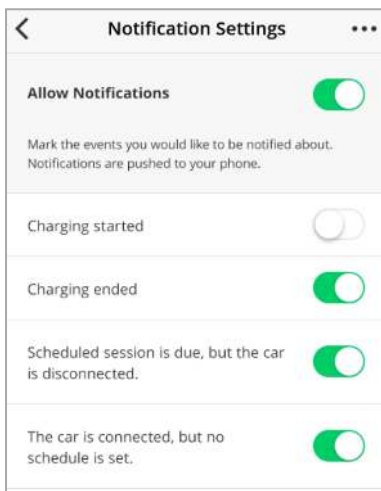 Notification Settings
Allow Notifications
Mark the events you would like to be notified about.
Notifications are pushed to your phone.
Charging started
Charging ended
Scheduled session is due, but the car
is disconnected.
The car is connected, but no
schedule is set.